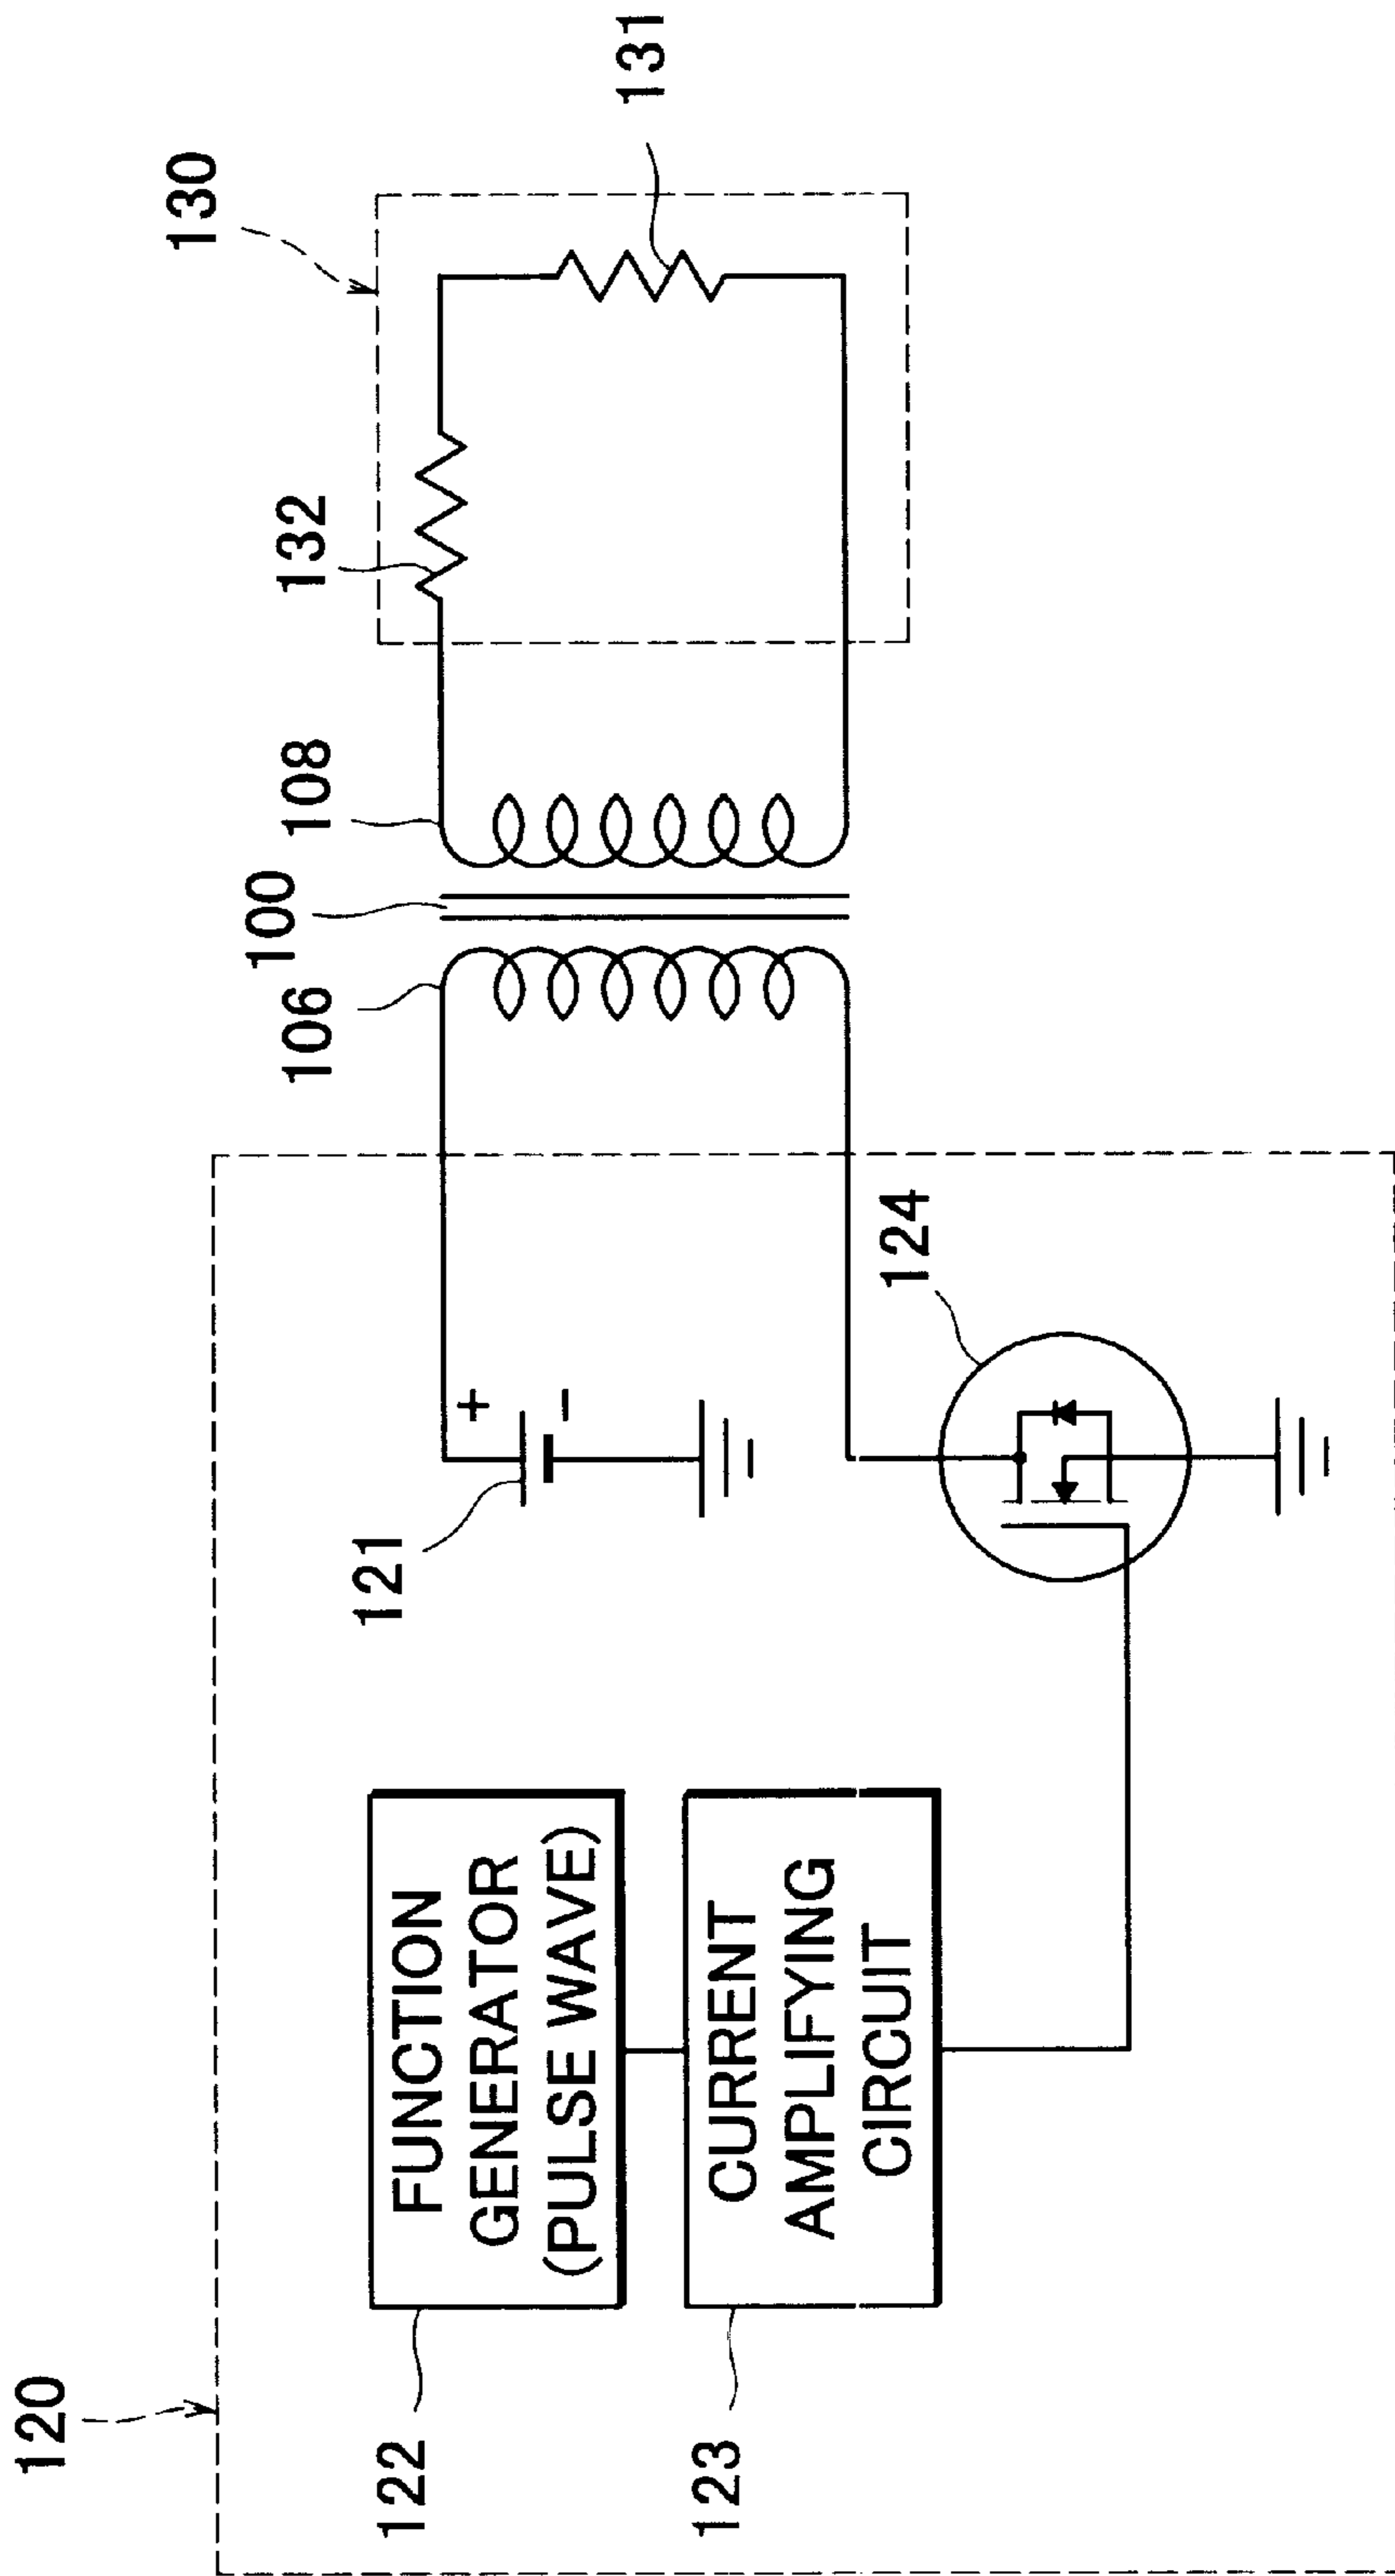 120
130
122
FUNCTION
GENERATOR
(PULSE WAVE)
121
+
-
106
100
108
132
131
123
CURRENT
AMPLIFYING
CIRCUIT
124